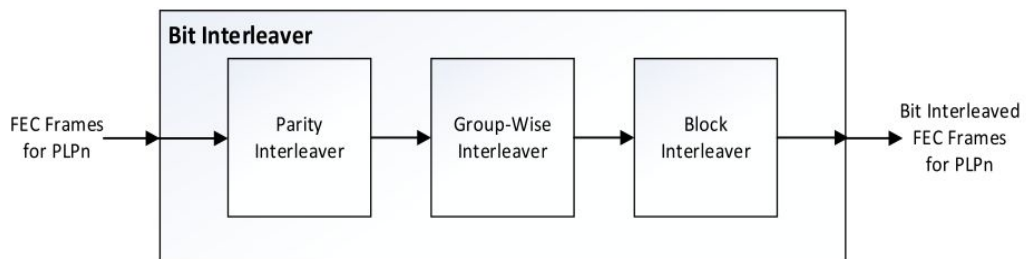 Bit Interleaver
FEC Frames
for PLPn
Parity
Interleaver
Group-Wise
Interleaver
Block
Interleaver
Bit Interleaved
FEC Frames
for PLPn